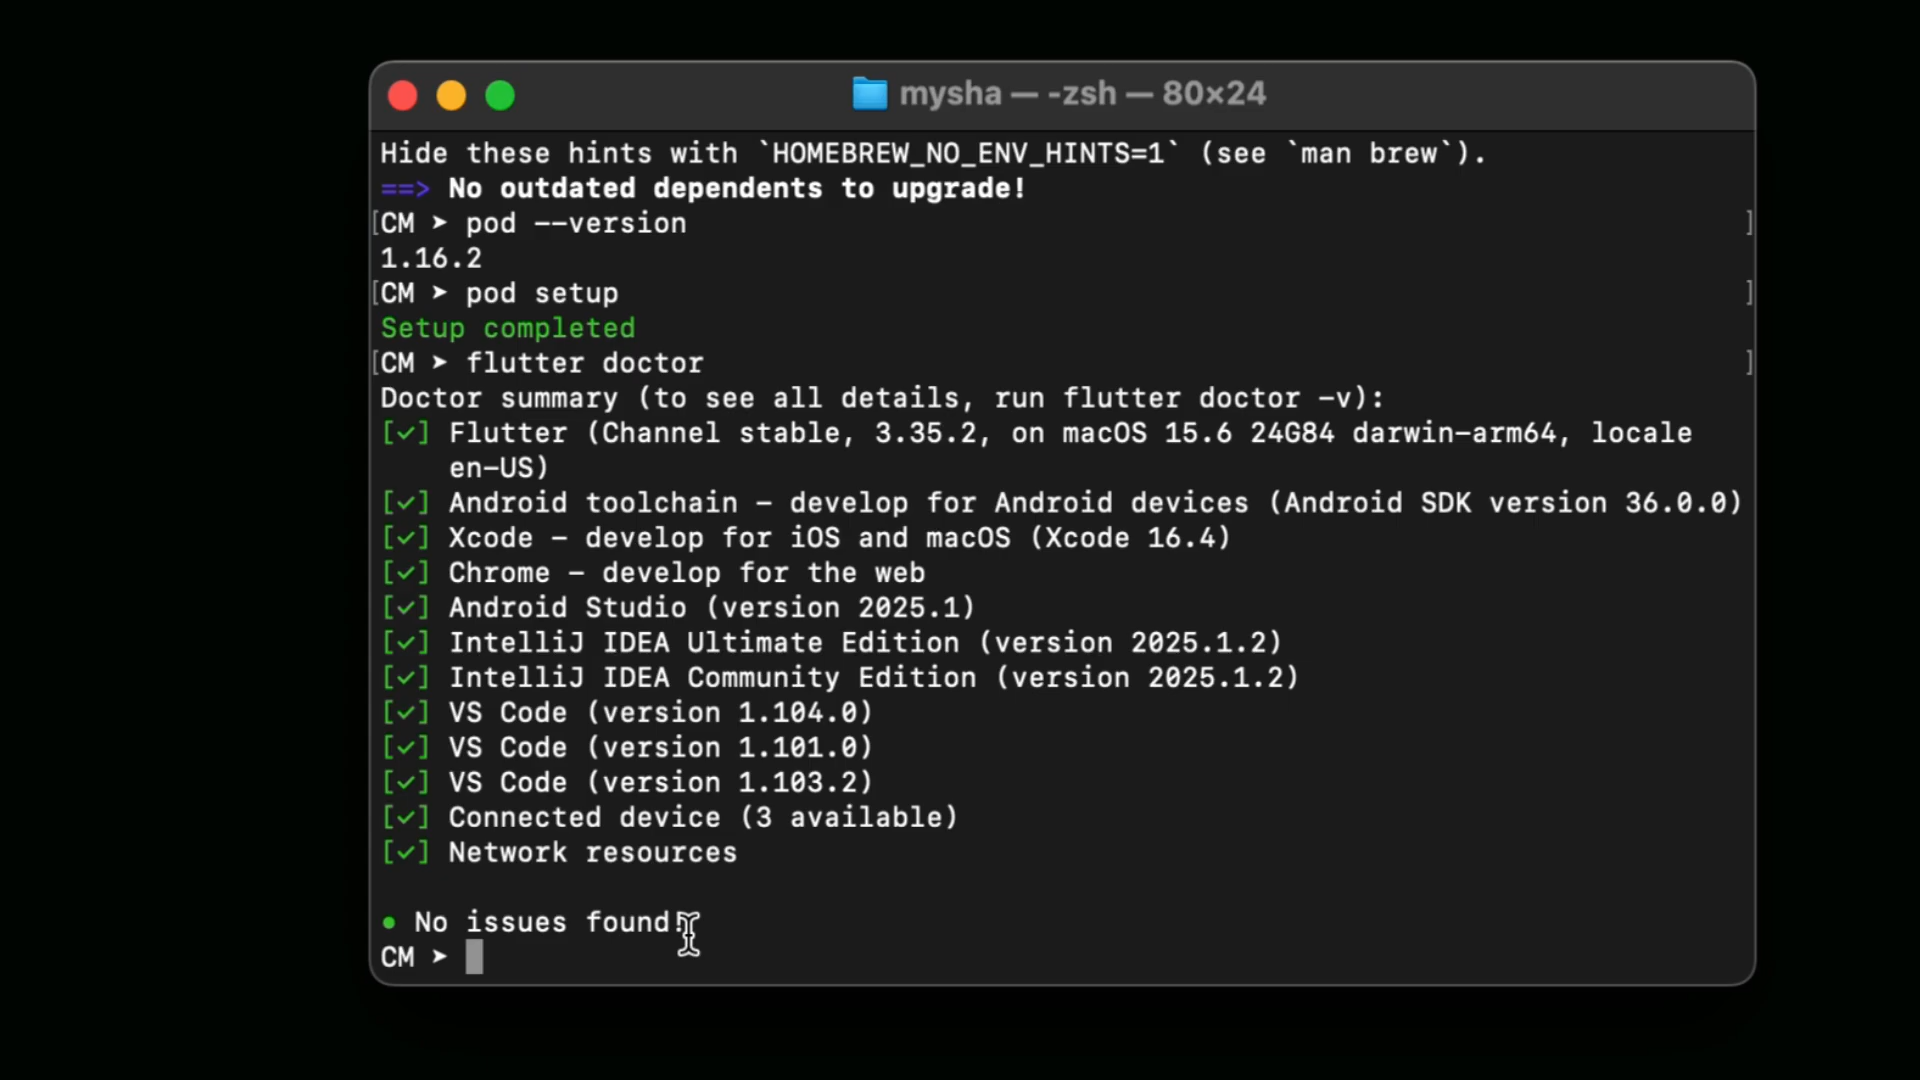 mysha — -zsh — 80×24
Hide these hints with `HOMEBREW_NO_ENV_HINTS=1` (see `man brew`).
==> No outdated dependents to upgrade!
[CM ➤ pod --version ]
1.16.2
[CM ➤ pod setup ]
Setup completed
[CM ➤ flutter doctor ]
Doctor summary (to see all details, run flutter doctor -v):
[✓] Flutter (Channel stable, 3.35.2, on macOS 15.6 24G84 darwin-arm64, locale
en-US)
[✓] Android toolchain - develop for Android devices (Android SDK version 36.0.0)
[✓] Xcode - develop for iOS and macOS (Xcode 16.4)
[✓] Chrome - develop for the web
[✓] Android Studio (version 2025.1)
[✓] IntelliJ IDEA Ultimate Edition (version 2025.1.2)
[✓] IntelliJ IDEA Community Edition (version 2025.1.2)
[✓] VS Code (version 1.104.0)
[✓] VS Code (version 1.101.0)
[✓] VS Code (version 1.103.2)
[✓] Connected device (3 available)
[✓] Network resources
• No issues found!
CM ➤